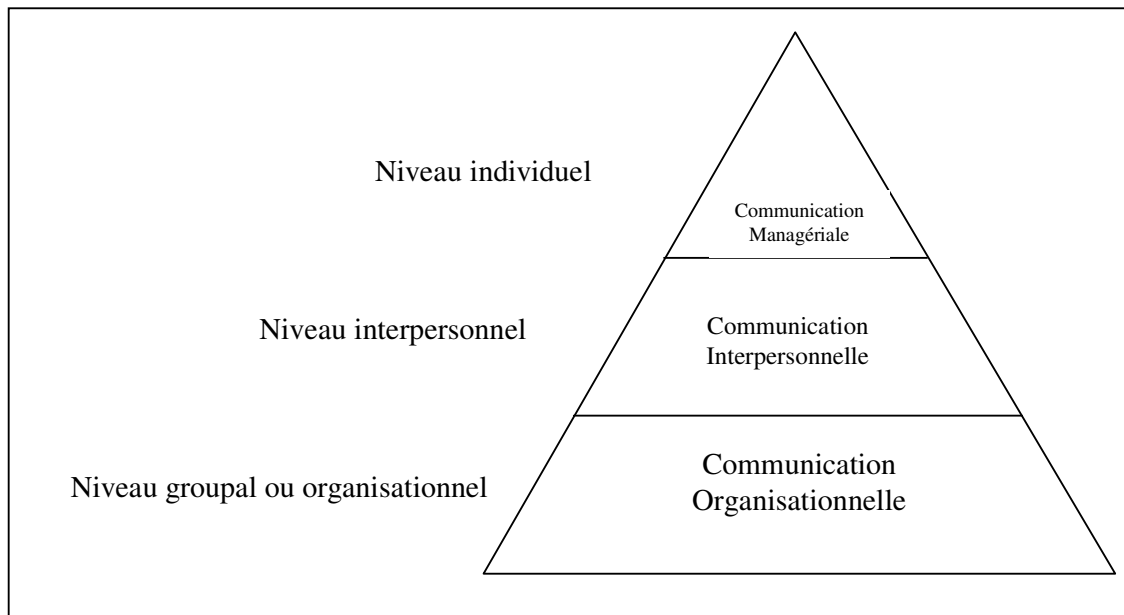 Niveau individuel
Communication
Managériale
Niveau interpersonnel
Communication
Interpersonnelle
Niveau groupal ou organisationnel
Communication
Organisationnelle